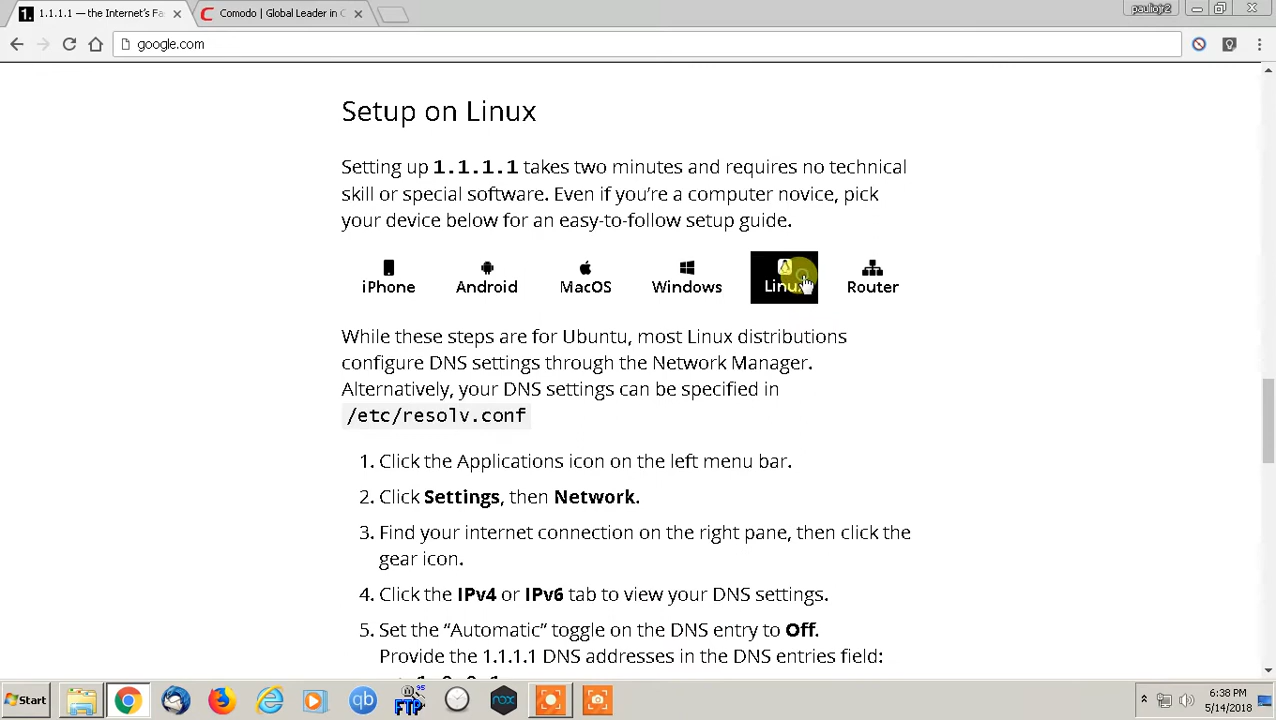 1.1.1.1 — the Internet's Fa
Comodo | Global Leader in C
paullojr2
google.com
Setup on Linux
Setting up 1.1.1.1 takes two minutes and requires no technical
skill or special software. Even if you're a computer novice, pick
your device below for an easy-to-follow setup guide.
iPhone
Android
MacOS
Windows
Linux
Router
While these steps are for Ubuntu, most Linux distributions
configure DNS settings through the Network Manager.
Alternatively, your DNS settings can be specified in
/etc/resolv.conf
1. Click the Applications icon on the left menu bar.
2. Click Settings, then Network.
3. Find your internet connection on the right pane, then click the
gear icon.
4. Click the IPv4 or IPv6 tab to view your DNS settings.
5. Set the “Automatic” toggle on the DNS entry to Off.
Provide the 1.1.1.1 DNS addresses in the DNS entries field:
Start
qb
FTP
nox
6:38 PM
5/14/2018